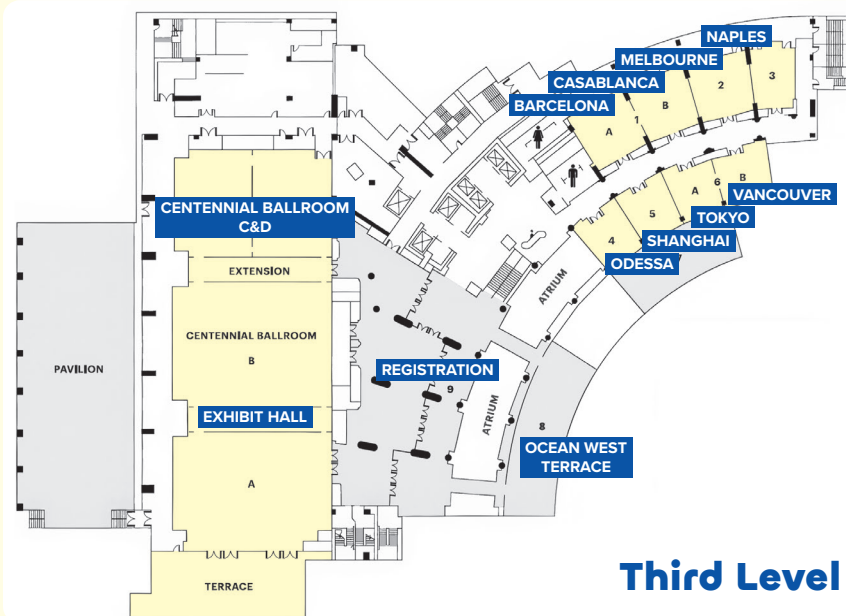 NAPLES
MELBOURNE
CASABLANCA
BARCELONA
A
1
B
2
3
CENTENNIAL BALLROOM
C&D
EXTENSION
CENTENNIAL BALLROOM
B
EXHIBIT HALL
A
TERRACE
PAVILION
4
5
A
6
B
VANCOUVER
TOKYO
SHANGHAI
ODESSA
ATRIUM
REGISTRATION
9
ATRIUM
8
OCEAN WEST
TERRACE
Third Level